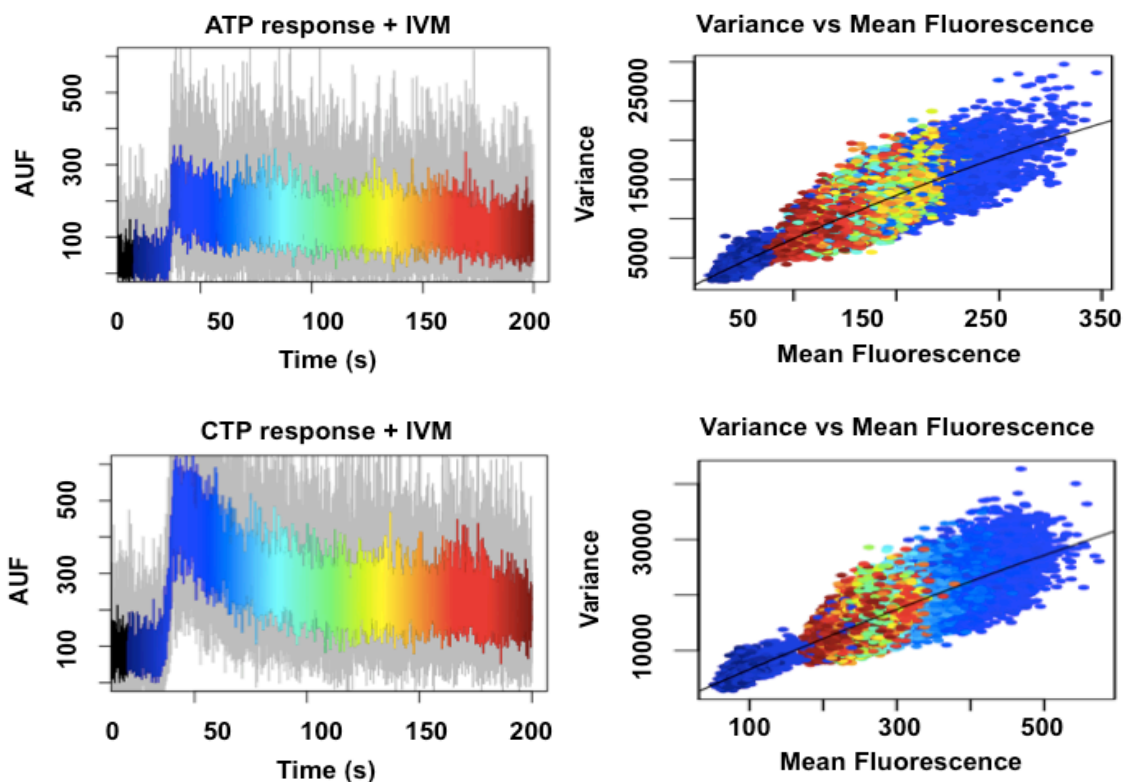 ATP response + IVM
Variance vs Mean Fluorescence
AUF
500
300
100
0 50 100 150 200
Time (s)
Variance
25000
15000
5000
50 150 250 350
Mean Fluorescence
CTP response + IVM
Variance vs Mean Fluorescence
AUF
500
300
100
0 50 100 150 200
Time (s)
Variance
30000
10000
100 300 500
Mean Fluorescence